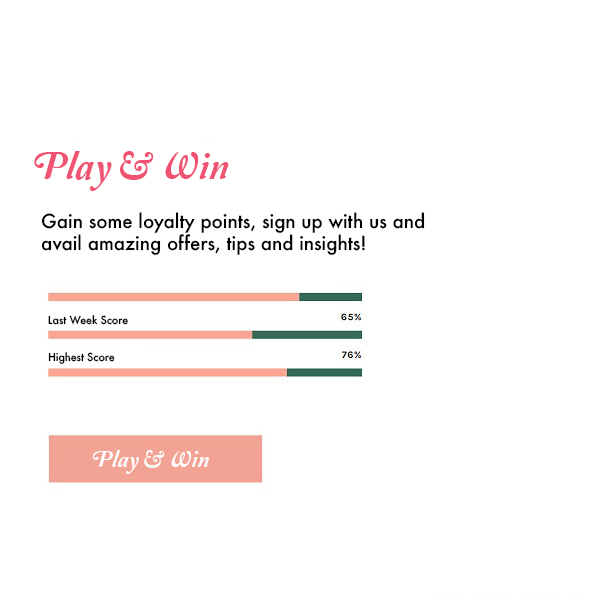 Play & Win
Gain some loyalty points, sign up with us and
avail amazing offers, tips and insights!
Last Week Score 65%
Highest Score 76%
Play & Win